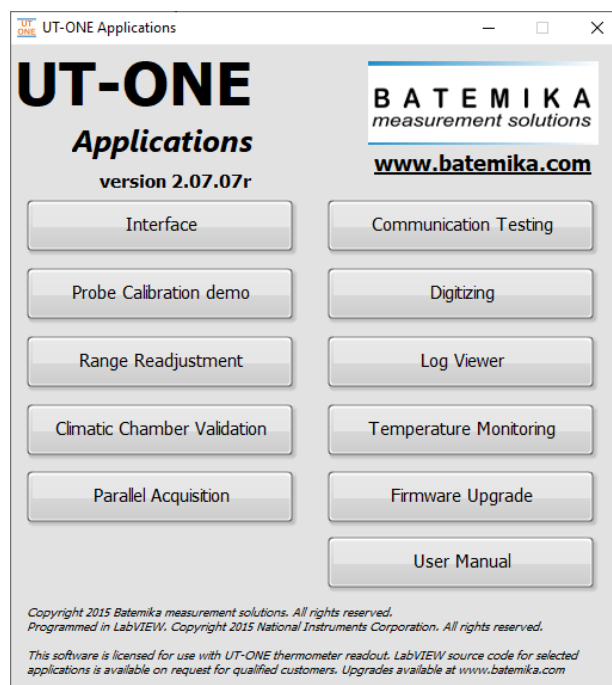 UT
ONE
UT-ONE Applications
UT-ONE
Applications
version 2.07.07r
BATEMIKA
measurement solutions
www.batemika.com
Interface
Communication Testing
Probe Calibration demo
Digitizing
Range Readjustment
Log Viewer
Climatic Chamber Validation
Temperature Monitoring
Parallel Acquisition
Firmware Upgrade
User Manual
Copyright 2015 Batemika measurement solutions. All rights reserved.
Programmed in LabVIEW. Copyright 2015 National Instruments Corporation. All rights reserved.
This software is licensed for use with UT-ONE thermometer readout. LabVIEW source code for selected
applications is available on request for qualified customers. Upgrades available at www.batemika.com